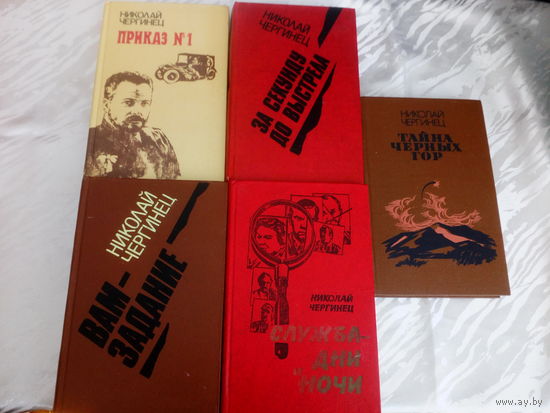 НИКОЛАЙ
ЧЕРГИНЕЦ
ПРИКАЗ №1
НИКОЛАЙ
ЧЕРГИНЕЦ
ЗА СЕКУНДУ
ДО ВЫСТРЕЛА
НИКОЛАЙ
ЧЕРГИНЕЦ
ТАЙНА
ЧЕРНЫХ
ГОР
НИКОЛАЙ
ЧЕРГИНЕЦ
ВАМ–
ЗАДАНИЕ
НИКОЛАЙ
ЧЕРГИНЕЦ
СЛУЖБА–
ДНИ
И
НОЧИ
© www.ay.by